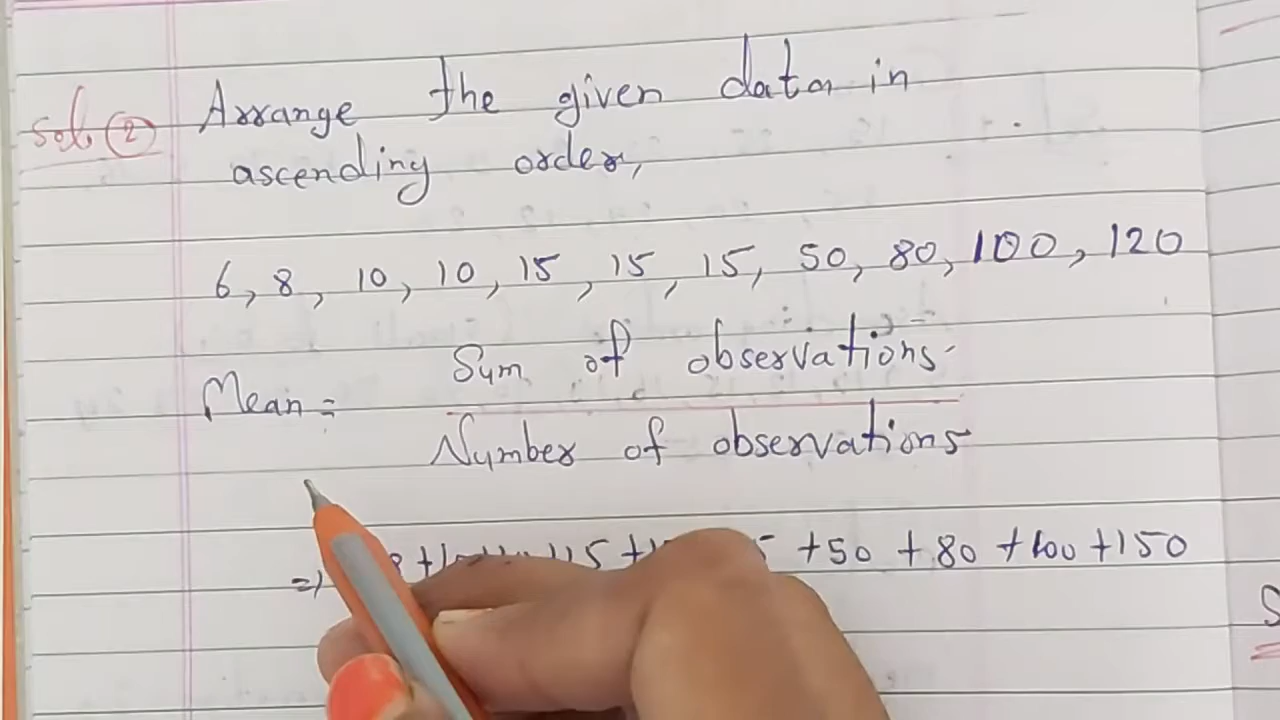 Sol. 2 Arrange the given data in
ascending order,
6, 8, 10, 10, 15, 15, 15, 50, 80, 100, 120
Sum of observations
Mean =
Number of observations
+50 +80 +100 +150